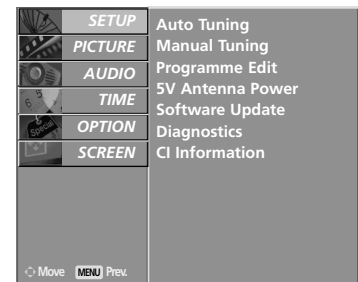 SETUP
PICTURE
AUDIO
TIME
OPTION
SCREEN
Auto Tuning
Manual Tuning
Programme Edit
5V Antenna Power
Software Update
Diagnostics
CI Information
Special
Move MENU Prev.